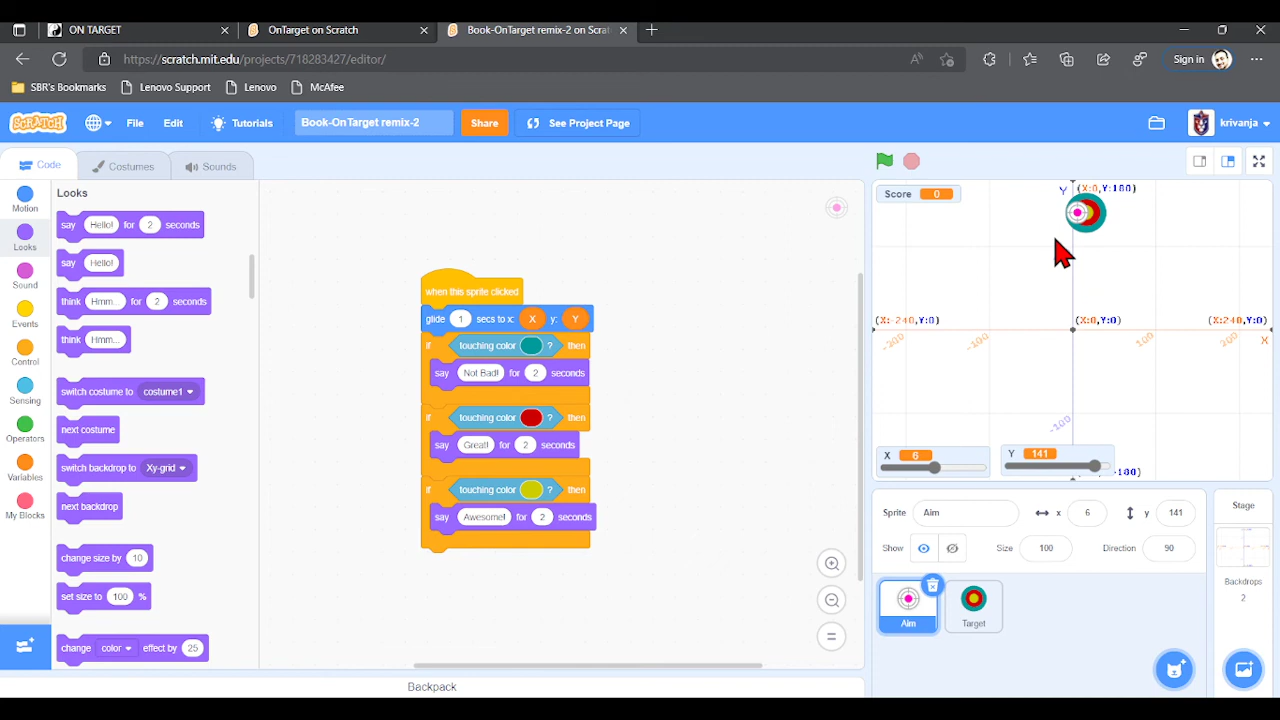 ON TARGET
OnTarget on Scratch
Book-OnTarget remix-2 on Scra
https://scratch.mit.edu/projects/718283427/editor/
Sign in
SBR's Bookmarks
Lenovo Support
Lenovo
McAfee
SCRATCH
File
Edit
Tutorials
Book-OnTarget remix-2
Share
See Project Page
krivanja
Code
Costumes
Sounds
Motion
Looks
Sound
Events
Control
Sensing
Operators
Variables
My Blocks
Looks
say Hello! for 2 seconds
say Hello!
think Hmm... for 2 seconds
think Hmm...
switch costume to costume1
next costume
switch backdrop to Xy-grid
next backdrop
change size by 10
set size to 100 %
change color effect by 25
when this sprite clicked
glide 1 secs to x: X y: Y
if touching color ? then
say Not Bad! for 2 seconds
if touching color ? then
say Great! for 2 seconds
if touching color ? then
say Awesome! for 2 seconds
Score 0
Y (X:0,Y:180)
(X:-240,Y:0)
(X:0,Y:0)
(X:240,Y:0)
-200
-100
100
200
X
-100
X 6
Y 141
-180)
Sprite
Aim
x 6
y 141
Show
Size 100
Direction 90
Aim
Target
Stage
Backdrops
2
Backpack